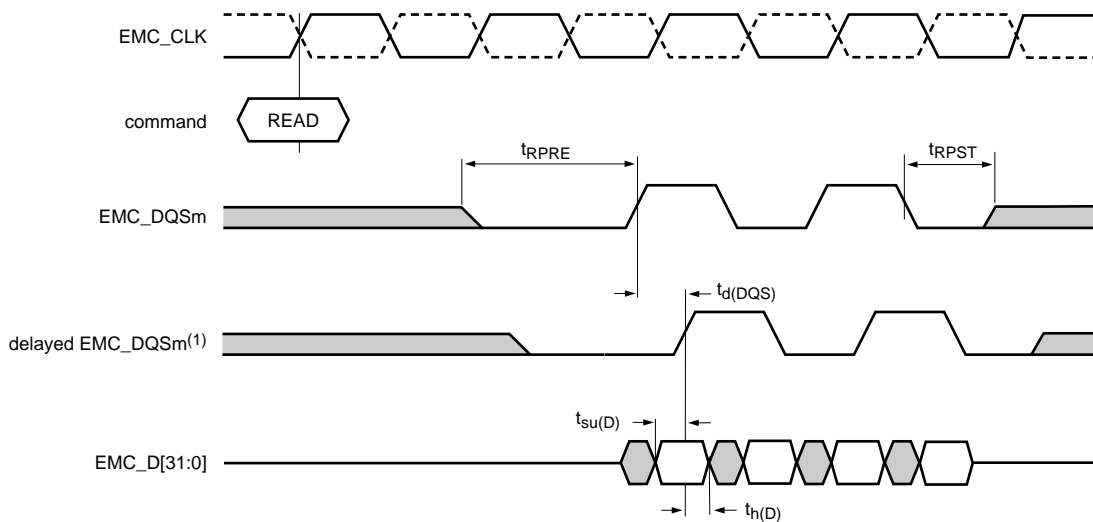 EMC_CLK
command
READ
tRPRE
tRPST
EMC_DQSm
td(DQS)
delayed EMC_DQSm(1)
tsu(D)
EMC_D[31:0]
th(D)